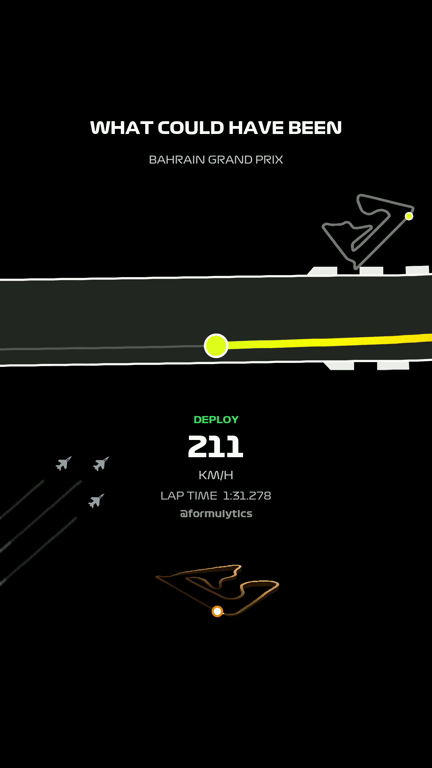 WHAT COULD HAVE BEEN
BAHRAIN GRAND PRIX
DEPLOY
211
KM/H
LAP TIME 1:31.278
@formulytics